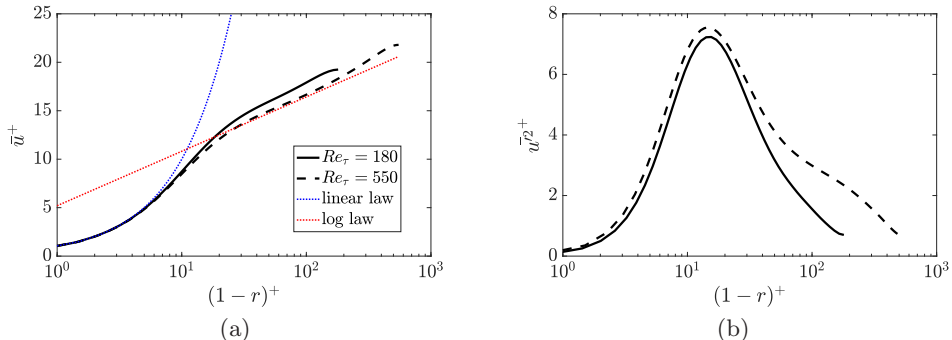 25
20
15
10
5
0
ū⁺
Re_τ = 180
Re_τ = 550
linear law
log law
10⁰ 10¹ 10² 10³
(1 − r)⁺
(a)
8
6
4
2
0
u̅′²⁺
10⁰ 10¹ 10² 10³
(1 − r)⁺
(b)